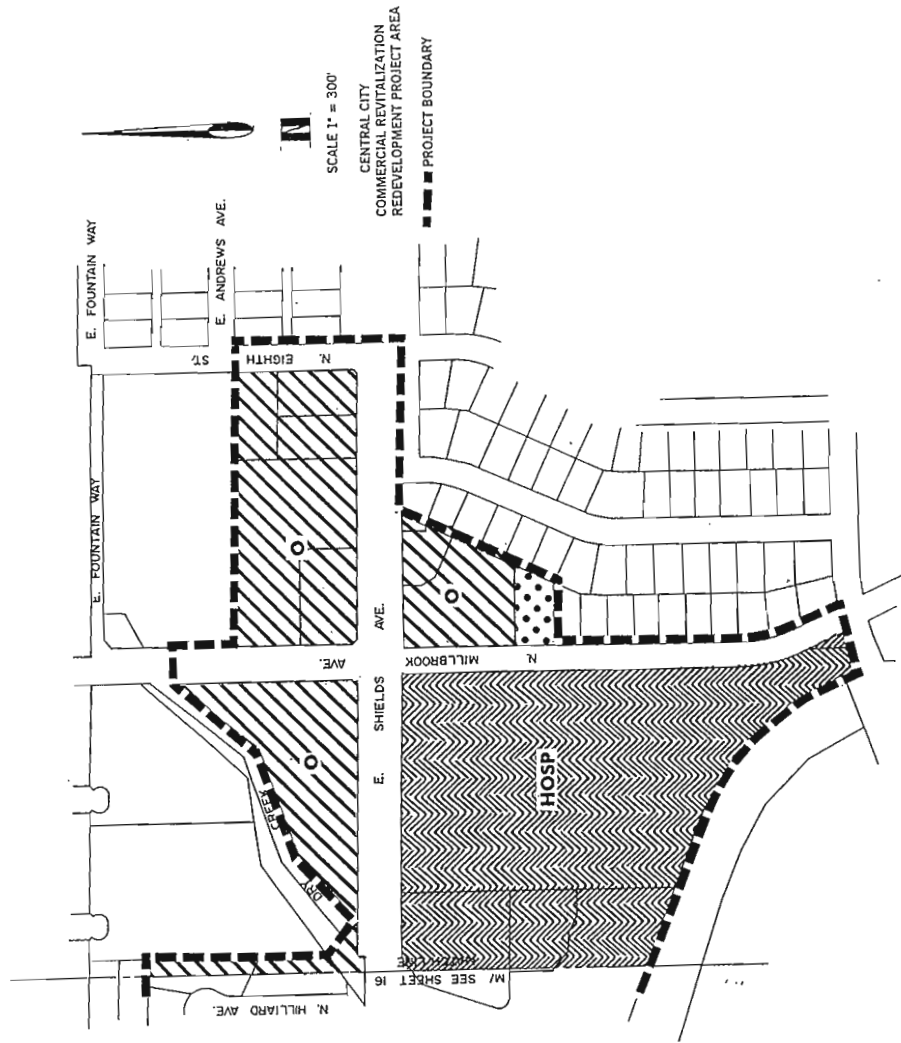 E. FOUNTAIN WAY
E. ANDREWS AVE.
SCALE 1" = 300'
CENTRAL CITY
COMMERCIAL REVITALIZATION
REDEVELOPMENT PROJECT AREA
PROJECT BOUNDARY
N. EIGHTH ST.
E. FOUNTAIN WAY
O
O
N. MILLBROOK AVE.
E. SHIELDS AVE.
O
DRY CREEK
HOSP
M/ SEE SHEET 16
N. HILLIARD AVE.